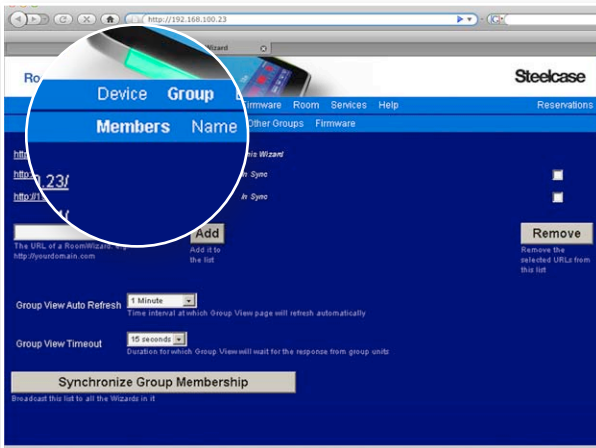 http://192.168.100.23
Wizard
Ro
Steelcase
Device Group
Firmware Room Services Help
Reservations
Members Name
Other Groups Firmware
This Wizard
In Sync
.23/
In Sync
Add
Remove
The URL of a RoomWizard.
http://yourdomain.com
Add it to
the list
Remove the
selected URLs from
this list
Group View Auto Refresh
1 Minute
Time interval at which Group View page will refresh automatically
Group View Timeout
15 seconds
Duration for which Group View will wait for the response from group units
Synchronize Group Membership
Broadcast this list to all the Wizards in it